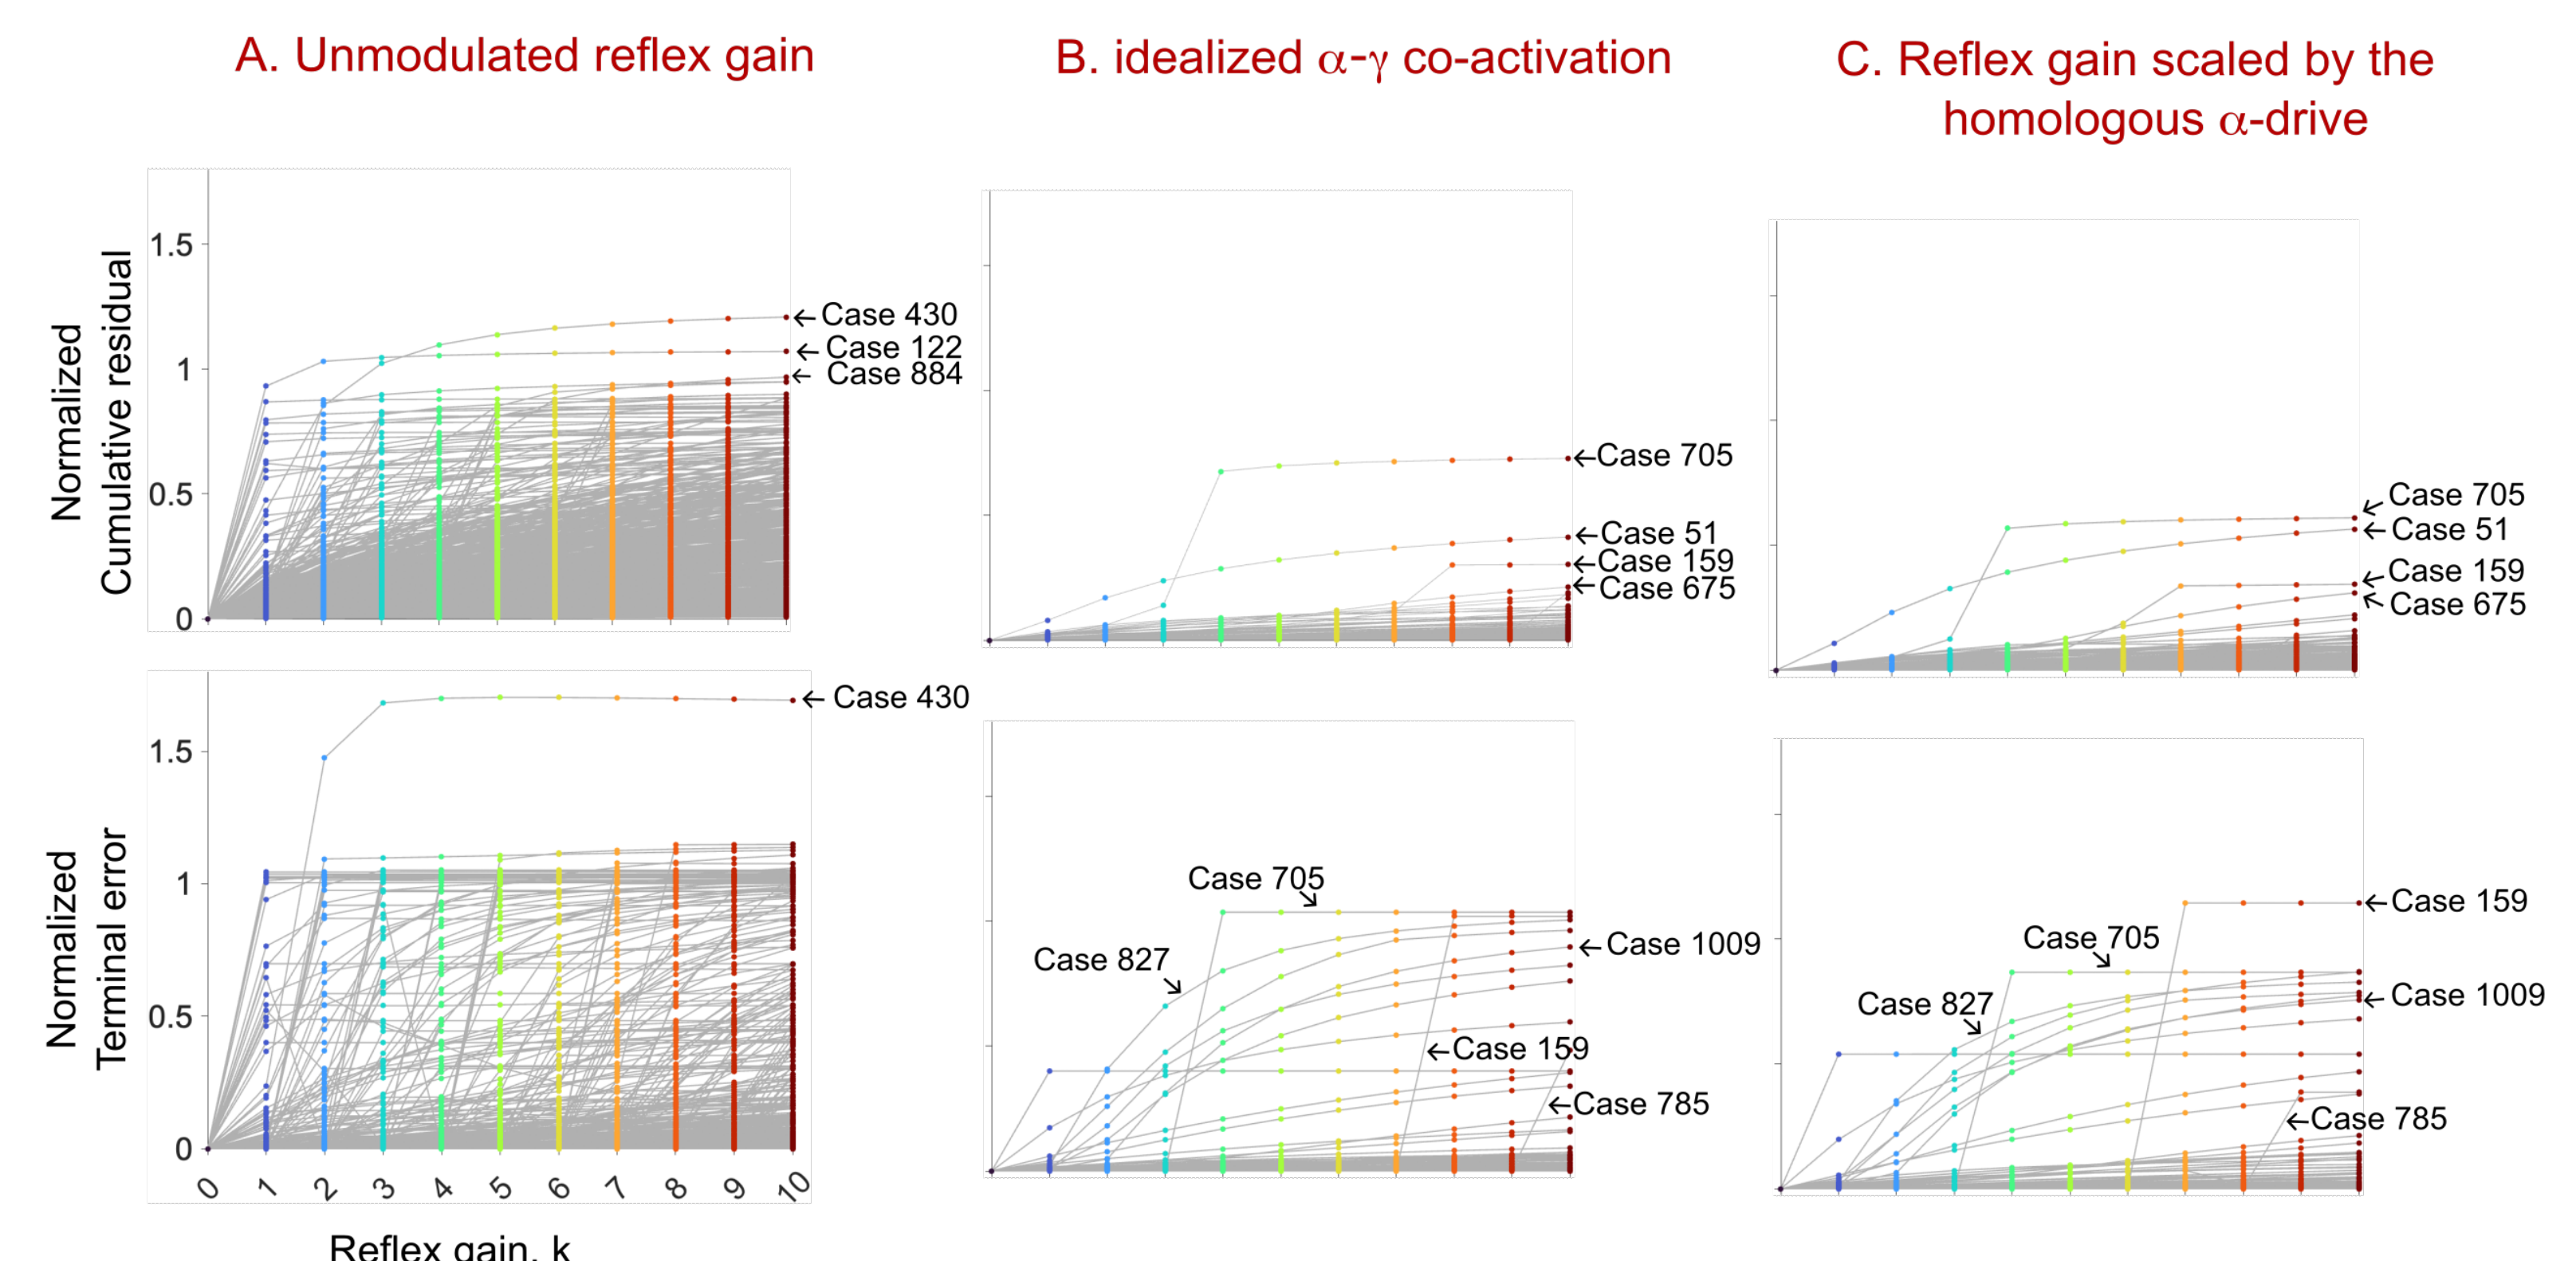 A. Unmodulated reflex gain
B. idealized α-γ co-activation
C. Reflex gain scaled by the
homologous α-drive
Normalized
Cumulative residual
1.5
1
0.5
0
←Case 430
←Case 122
←Case 884
←Case 705
←Case 51
←Case 159
←Case 675
Case 705
←Case 51
Case 159
Case 675
Normalized
Terminal error
1.5
1
0.5
0
←Case 430
0 1 2 3 4 5 6 7 8 9 10
Reflex gain, k
Case 705
Case 827
←Case 1009
←Case 159
←Case 785
←Case 159
Case 705
Case 827
←Case 1009
←Case 785